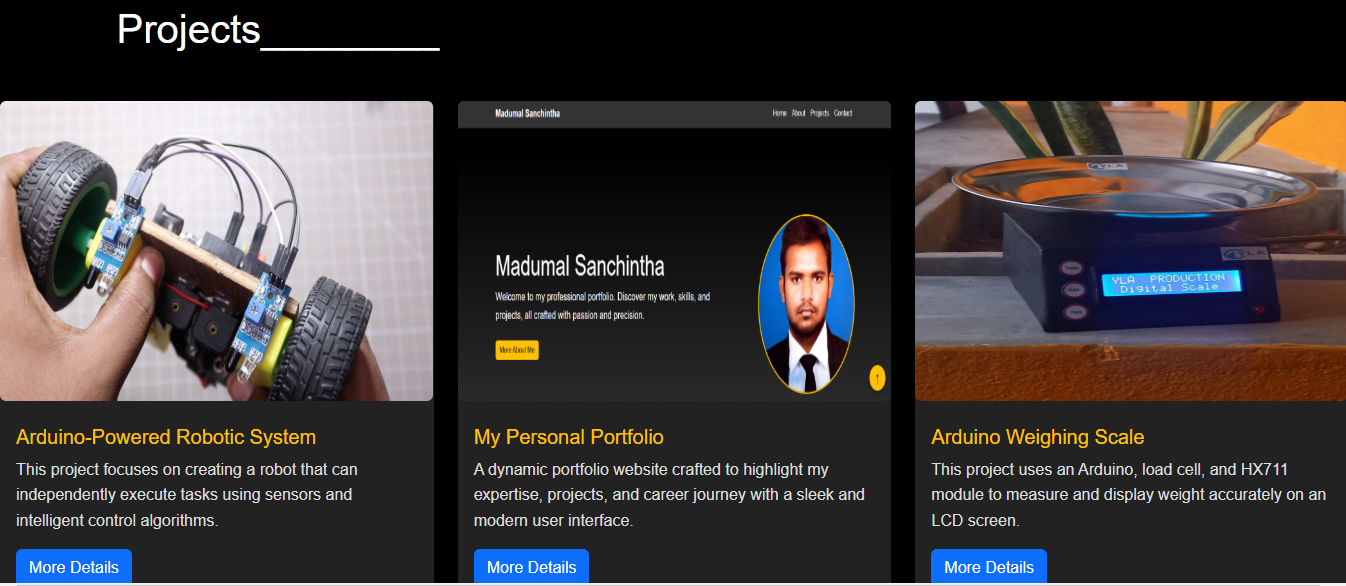 Projects_________
Madumal Sanchintha
Home About Projects Contact
Madumal Sanchintha
Welcome to my professional portfolio. Discover my work, skills, and
projects, all crafted with passion and precision.
More About Me
↑
YLA
YLA
YLA PRODUCTION
Digital Scale
Arduino-Powered Robotic System
This project focuses on creating a robot that can
independently execute tasks using sensors and
intelligent control algorithms.
More Details
My Personal Portfolio
A dynamic portfolio website crafted to highlight my
expertise, projects, and career journey with a sleek and
modern user interface.
More Details
Arduino Weighing Scale
This project uses an Arduino, load cell, and HX711
module to measure and display weight accurately on an
LCD screen.
More Details